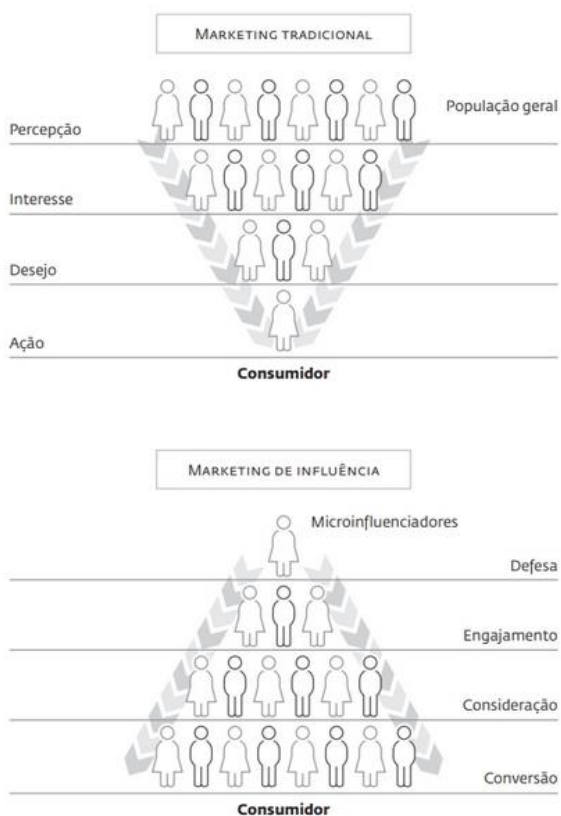 MARKETING TRADICIONAL
População geral
Percepção
Interesse
Desejo
Ação
Consumidor
MARKETING DE INFLUÊNCIA
Microinfluenciadores
Defesa
Engajamento
Consideração
Conversão
Consumidor